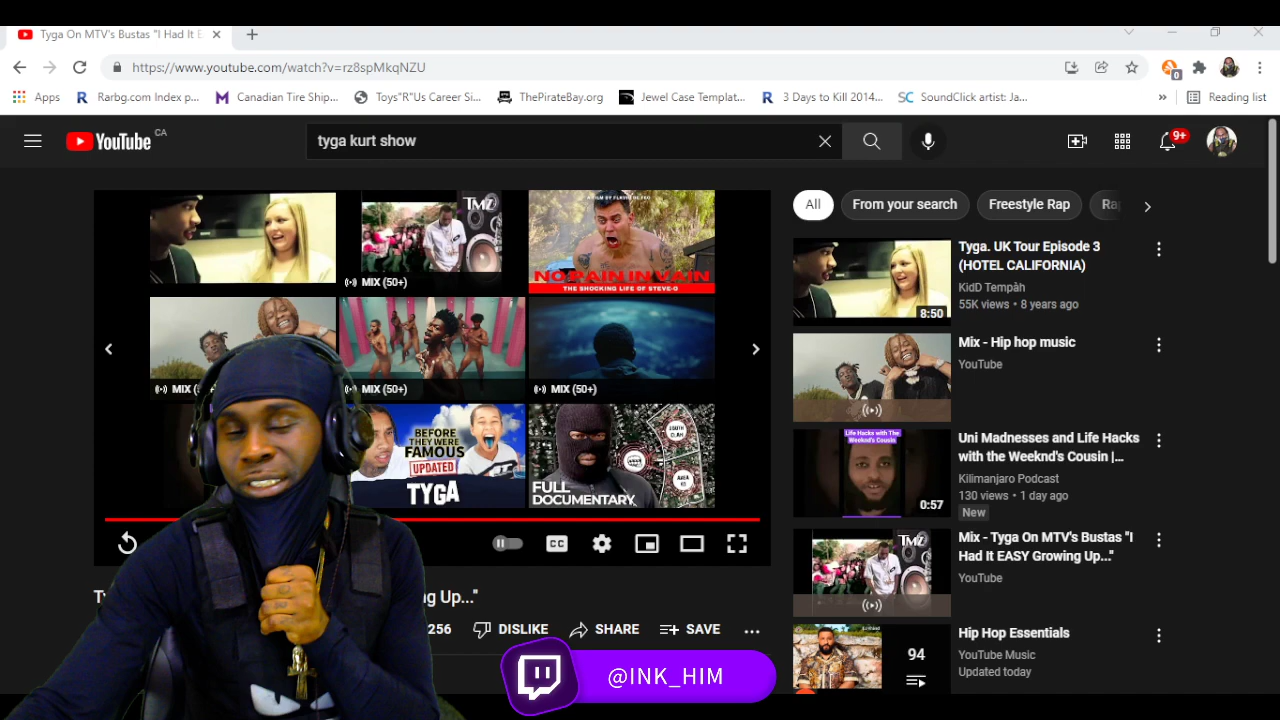 Tyga On MTV's Bustas "I Had It E
https://www.youtube.com/watch?v=rz8spMkqNZU
0
Apps
Rarbg.com Index p...
Canadian Tire Ship...
Toys"R"Us Career Si...
ThePirateBay.org
Jewel Case Templat...
3 Days to Kill 2014...
SoundClick artist: Ja...
»
Reading list
YouTube CA
tyga kurt show
9+
TMZ
MIX (50+)
NO PAIN IN VAIN
THE SHOCKING LIFE OF STEVE-O
MIX (
MIX (50+)
MIX (50+)
BEFORE
THEY WERE
FAMOUS
UPDATED
TYGA
FULL
DOCUMENTARY
CC
T
ng Up..."
256
DISLIKE
SHARE
SAVE
@INK_HIM
All
From your search
Freestyle Rap
Ra
Tyga. UK Tour Episode 3
(HOTEL CALIFORNIA)
KidD Tempàh
55K views • 8 years ago
8:50
Mix - Hip hop music
YouTube
Life Hacks with The
Weeknd's Cousin
0:57
Uni Madnesses and Life Hacks
with the Weeknd's Cousin |...
Kilimanjaro Podcast
130 views • 1 day ago
New
TMZ
Mix - Tyga On MTV's Bustas "I
Had It EASY Growing Up..."
YouTube
94
Hip Hop Essentials
YouTube Music
Updated today